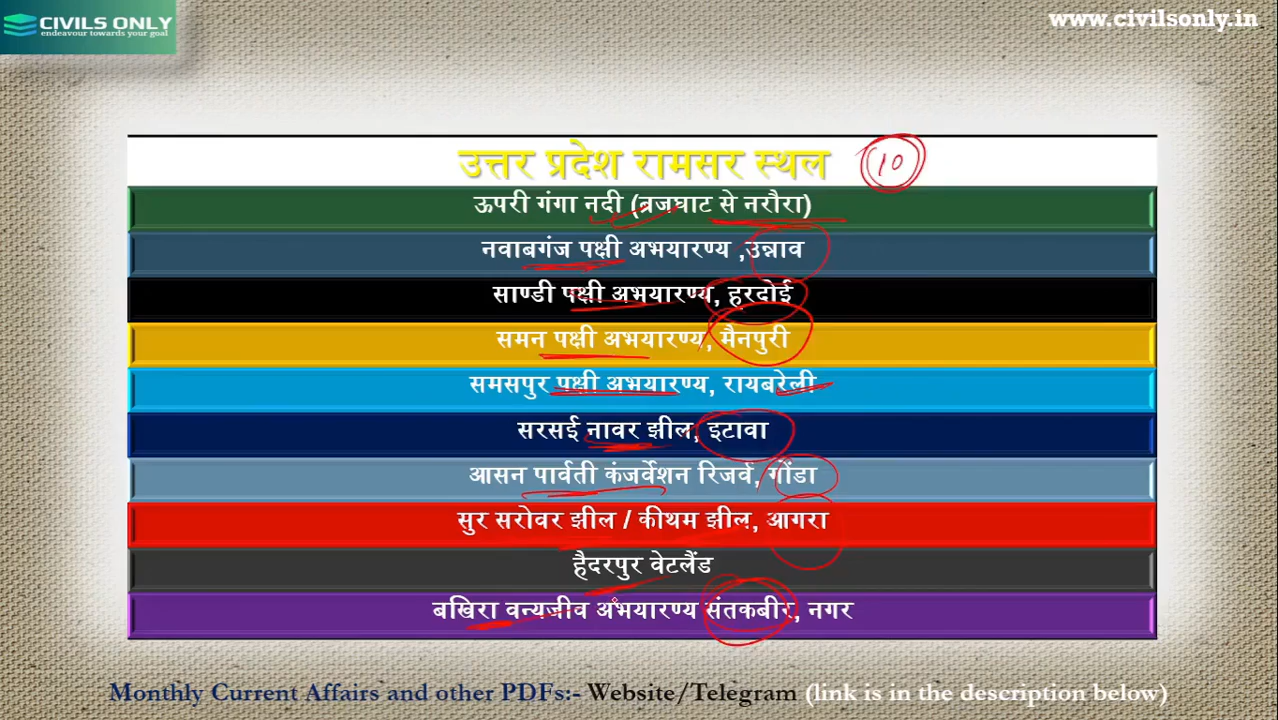 CIVILS ONLY
endeavour towards your goal
www.civilsonly.in
उत्तर प्रदेश रामसर स्थल 10
ऊपरी गंगा नदी (ब्रजघाट से नरौरा)
नवाबगंज पक्षी अभयारण्य ,उन्नाव
साण्डी पक्षी अभयारण्य, हरदोई
समन पक्षी अभयारण्य, मैनपुरी
समसपुर पक्षी अभयारण्य, रायबरेली
सरसई नावर झील, इटावा
आसन पार्वती कंजर्वेशन रिजर्व, गोंडा
सुर सरोवर झील / कीथम झील, आगरा
हैदरपुर वेटलैंड
बखिरा वन्यजीव अभयारण्य संतकबीर, नगर
Monthly Current Affairs and other PDFs:- Website/Telegram (link is in the description below)